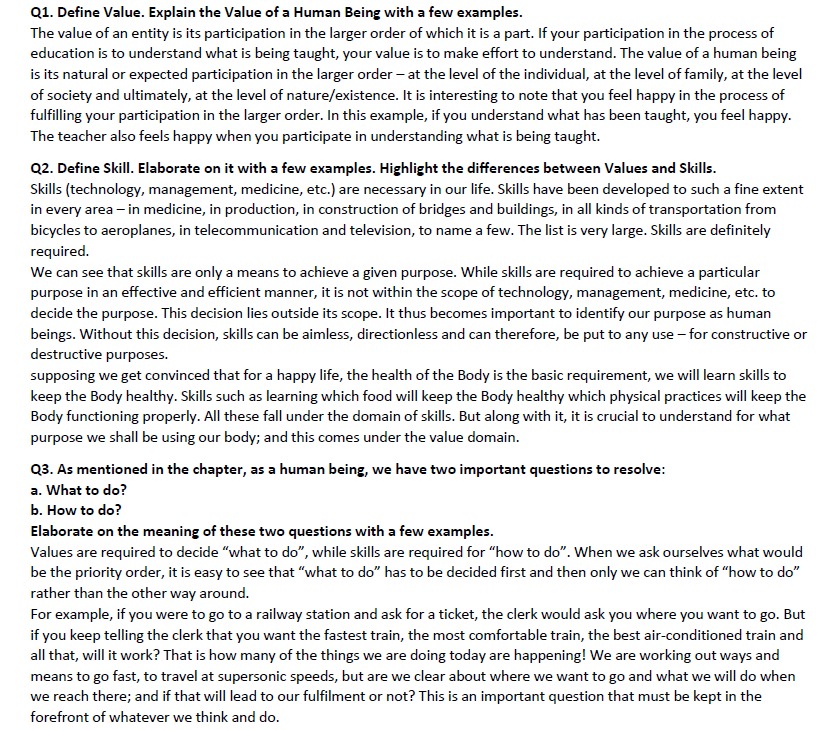 Q1. Define Value. Explain the Value of a Human Being with a few examples.
The value of an entity is its participation in the larger order of which it is a part. If your participation in the process of
education is to understand what is being taught, your value is to make effort to understand. The value of a human being
is its natural or expected participation in the larger order – at the level of the individual, at the level of family, at the level
of society and ultimately, at the level of nature/existence. It is interesting to note that you feel happy in the process of
fulfilling your participation in the larger order. In this example, if you understand what has been taught, you feel happy.
The teacher also feels happy when you participate in understanding what is being taught.
Q2. Define Skill. Elaborate on it with a few examples. Highlight the differences between Values and Skills.
Skills (technology, management, medicine, etc.) are necessary in our life. Skills have been developed to such a fine extent
in every area – in medicine, in production, in construction of bridges and buildings, in all kinds of transportation from
bicycles to aeroplanes, in telecommunication and television, to name a few. The list is very large. Skills are definitely
required.
We can see that skills are only a means to achieve a given purpose. While skills are required to achieve a particular
purpose in an effective and efficient manner, it is not within the scope of technology, management, medicine, etc. to
decide the purpose. This decision lies outside its scope. It thus becomes important to identify our purpose as human
beings. Without this decision, skills can be aimless, directionless and can therefore, be put to any use – for constructive or
destructive purposes.
supposing we get convinced that for a happy life, the health of the Body is the basic requirement, we will learn skills to
keep the Body healthy. Skills such as learning which food will keep the Body healthy which physical practices will keep the
Body functioning properly. All these fall under the domain of skills. But along with it, it is crucial to understand for what
purpose we shall be using our body; and this comes under the value domain.
Q3. As mentioned in the chapter, as a human being, we have two important questions to resolve:
a. What to do?
b. How to do?
Elaborate on the meaning of these two questions with a few examples.
Values are required to decide “what to do”, while skills are required for “how to do”. When we ask ourselves what would
be the priority order, it is easy to see that “what to do” has to be decided first and then only we can think of “how to do”
rather than the other way around.
For example, if you were to go to a railway station and ask for a ticket, the clerk would ask you where you want to go. But
if you keep telling the clerk that you want the fastest train, the most comfortable train, the best air-conditioned train and
all that, will it work? That is how many of the things we are doing today are happening! We are working out ways and
means to go fast, to travel at supersonic speeds, but are we clear about where we want to go and what we will do when
we reach there; and if that will lead to our fulfilment or not? This is an important question that must be kept in the
forefront of whatever we think and do.